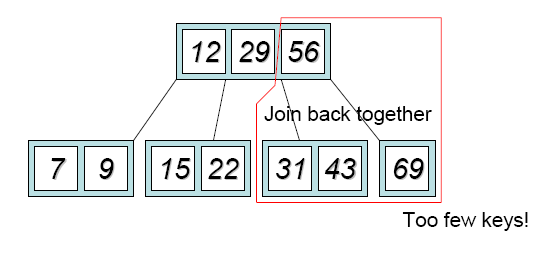 12 29 56
Join back together
7 9 15 22 31 43 69
Too few keys!